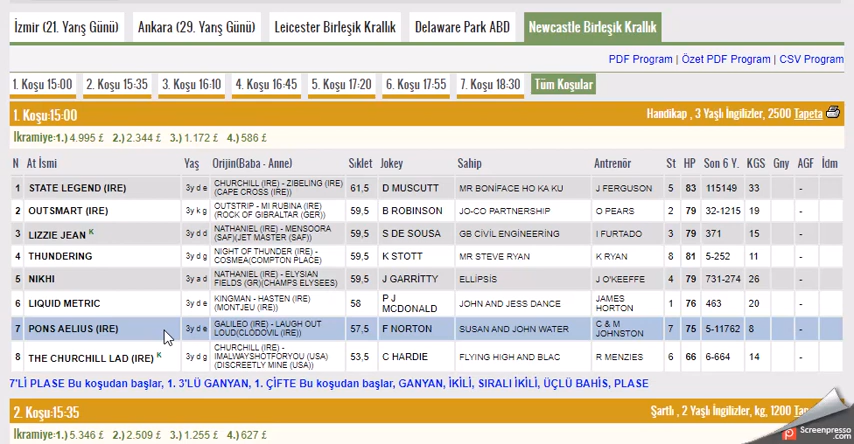 İzmir (21. Yarış Günü) Ankara (29. Yarış Günü) Leicester Birleşik Krallık Delaware Park ABD Newcastle Birleşik Krallık
PDF Program | Özet PDF Program | CSV Program
1. Koşu 15:00 2. Koşu 15:35 3. Koşu 16:10 4. Koşu 16:45 5. Koşu 17:20 6. Koşu 17:55 7. Koşu 18:30 Tüm Koşular
1. Koşu:15:00 Handikap , 3 Yaşlı İngilizler, 2500 Tapeta
İkramiye:1.) 4.995 £ 2.) 2.344 £ 3.) 1.172 £ 4.) 586 £
N At İsmi Yaş Orijin(Baba - Anne) Sıklet Jokey Sahip Antrenör St HP Son 6 Y. KGS Gny AGF İdm
1 STATE LEGEND (IRE) 3y d e CHURCHILL (IRE) - ZIBELING (IRE) (CAPE CROSS (IRE)) 61,5 D MUSCUTT MR BONİFACE HO KA KU J FERGUSON 5 83 115149 33 -
2 OUTSMART (IRE) 3y k g OUTSTRIP - MI RUBINA (IRE) (ROCK OF GIBRALTAR (GER)) 59,5 B ROBINSON JO-CO PARTNERSHIP O PEARS 2 79 32-1215 19 -
3 LIZZIE JEAN K 3y d d NATHANIEL (IRE) - MENSOORA (SAF)(JET MASTER (SAF)) 59,5 S DE SOUSA GB CİVİL ENGİNEERİNG I FURTADO 3 79 371 15 -
4 THUNDERING 3y d g NIGHT OF THUNDER (IRE) - COSMEA(COMPTON PLACE) 59,5 K STOTT MR STEVE RYAN K RYAN 8 81 5-252 11 -
5 NIKHI 3y a d NATHANIEL (IRE) - ELYSIAN FIELDS (GR)(CHAMPS ELYSEES) 59,5 J GARRITTY ELLİPSİS J O'KEEFFE 4 79 731-274 26 -
6 LIQUID METRIC 3y d e KINGMAN - HASTEN (IRE) (MONTJEU (IRE)) 58 P J MCDONALD JOHN AND JESS DANCE JAMES HORTON 1 76 463 20 -
7 PONS AELIUS (IRE) 3y d e GALILEO (IRE) - LAUGH OUT LOUD(CLODOVIL (IRE)) 57,5 F NORTON SUSAN AND JOHN WATER C & M JOHNSTON 7 75 5-11762 8 -
8 THE CHURCHILL LAD (IRE) K 3y d g CHURCHILL (IRE) - IMALWAYSHOTFORYOU (USA) (DISCREETLY MINE (USA)) 53,5 C HARDIE FLYING HIGH AND BLAC R MENZIES 6 66 6-664 14 -
7'Lİ PLASE Bu koşudan başlar, 1. 3'LÜ GANYAN, 1. ÇİFTE Bu koşudan başlar, GANYAN, İKİLİ, SIRALI İKİLİ, ÜÇLÜ BAHİS, PLASE
2. Koşu:15:35 Şartlı , 2 Yaşlı İngilizler, kg, 1200
İkramiye:1.) 5.346 £ 2.) 2.509 £ 3.) 1.255 £ 4.) 627 £
Screenpresso.com